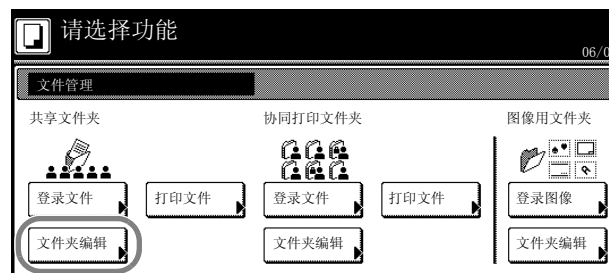 请选择功能
06/0
文件管理
共享文件夹 协同打印文件夹 图像用文件夹
登录文件 打印文件 登录文件 打印文件 登录图像
文件夹编辑 文件夹编辑 文件夹编辑